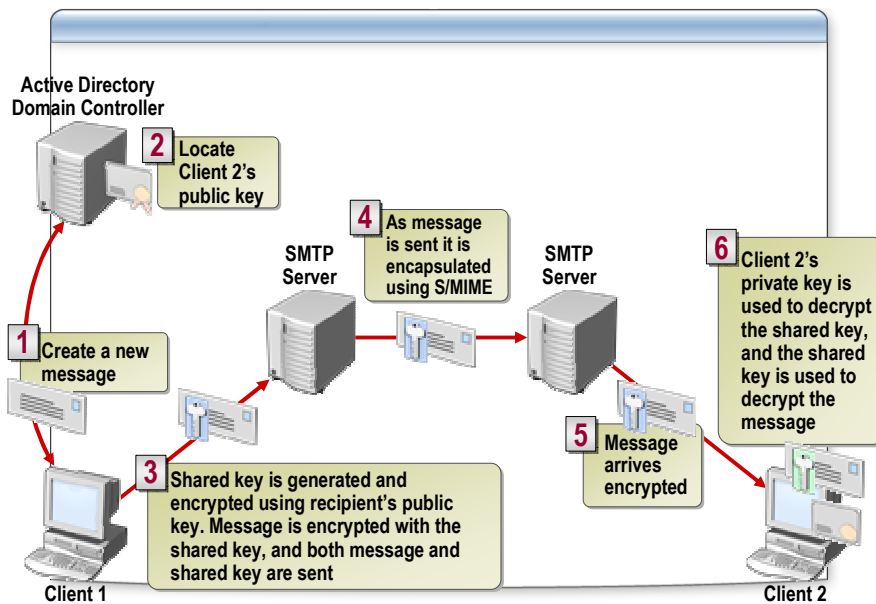 Active Directory
Domain Controller
2
Locate
Client 2's
public key
1
Create a new
message
SMTP
Server
4
As message
is sent it is
encapsulated
using S/MIME
SMTP
Server
6
Client 2's
private key is
used to decrypt
the shared key,
and the shared
key is used to
decrypt the
message
3
Shared key is generated and
encrypted using recipient's public
key. Message is encrypted with the
shared key, and both message and
shared key are sent
5
Message
arrives
encrypted
Client 1
Client 2